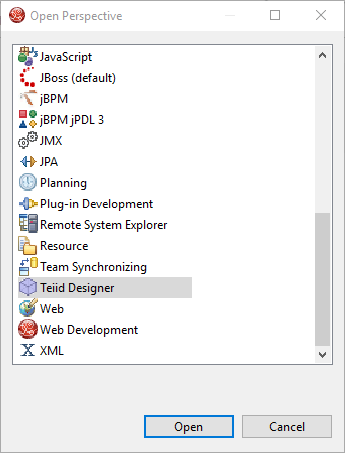 Open Perspective
JavaScript
JBoss (default)
jBPM
jBPM jPDL 3
JMX
JPA
Planning
Plug-in Development
Remote System Explorer
Resource
Team Synchronizing
Teiid Designer
Web
Web Development
XML
Open
Cancel